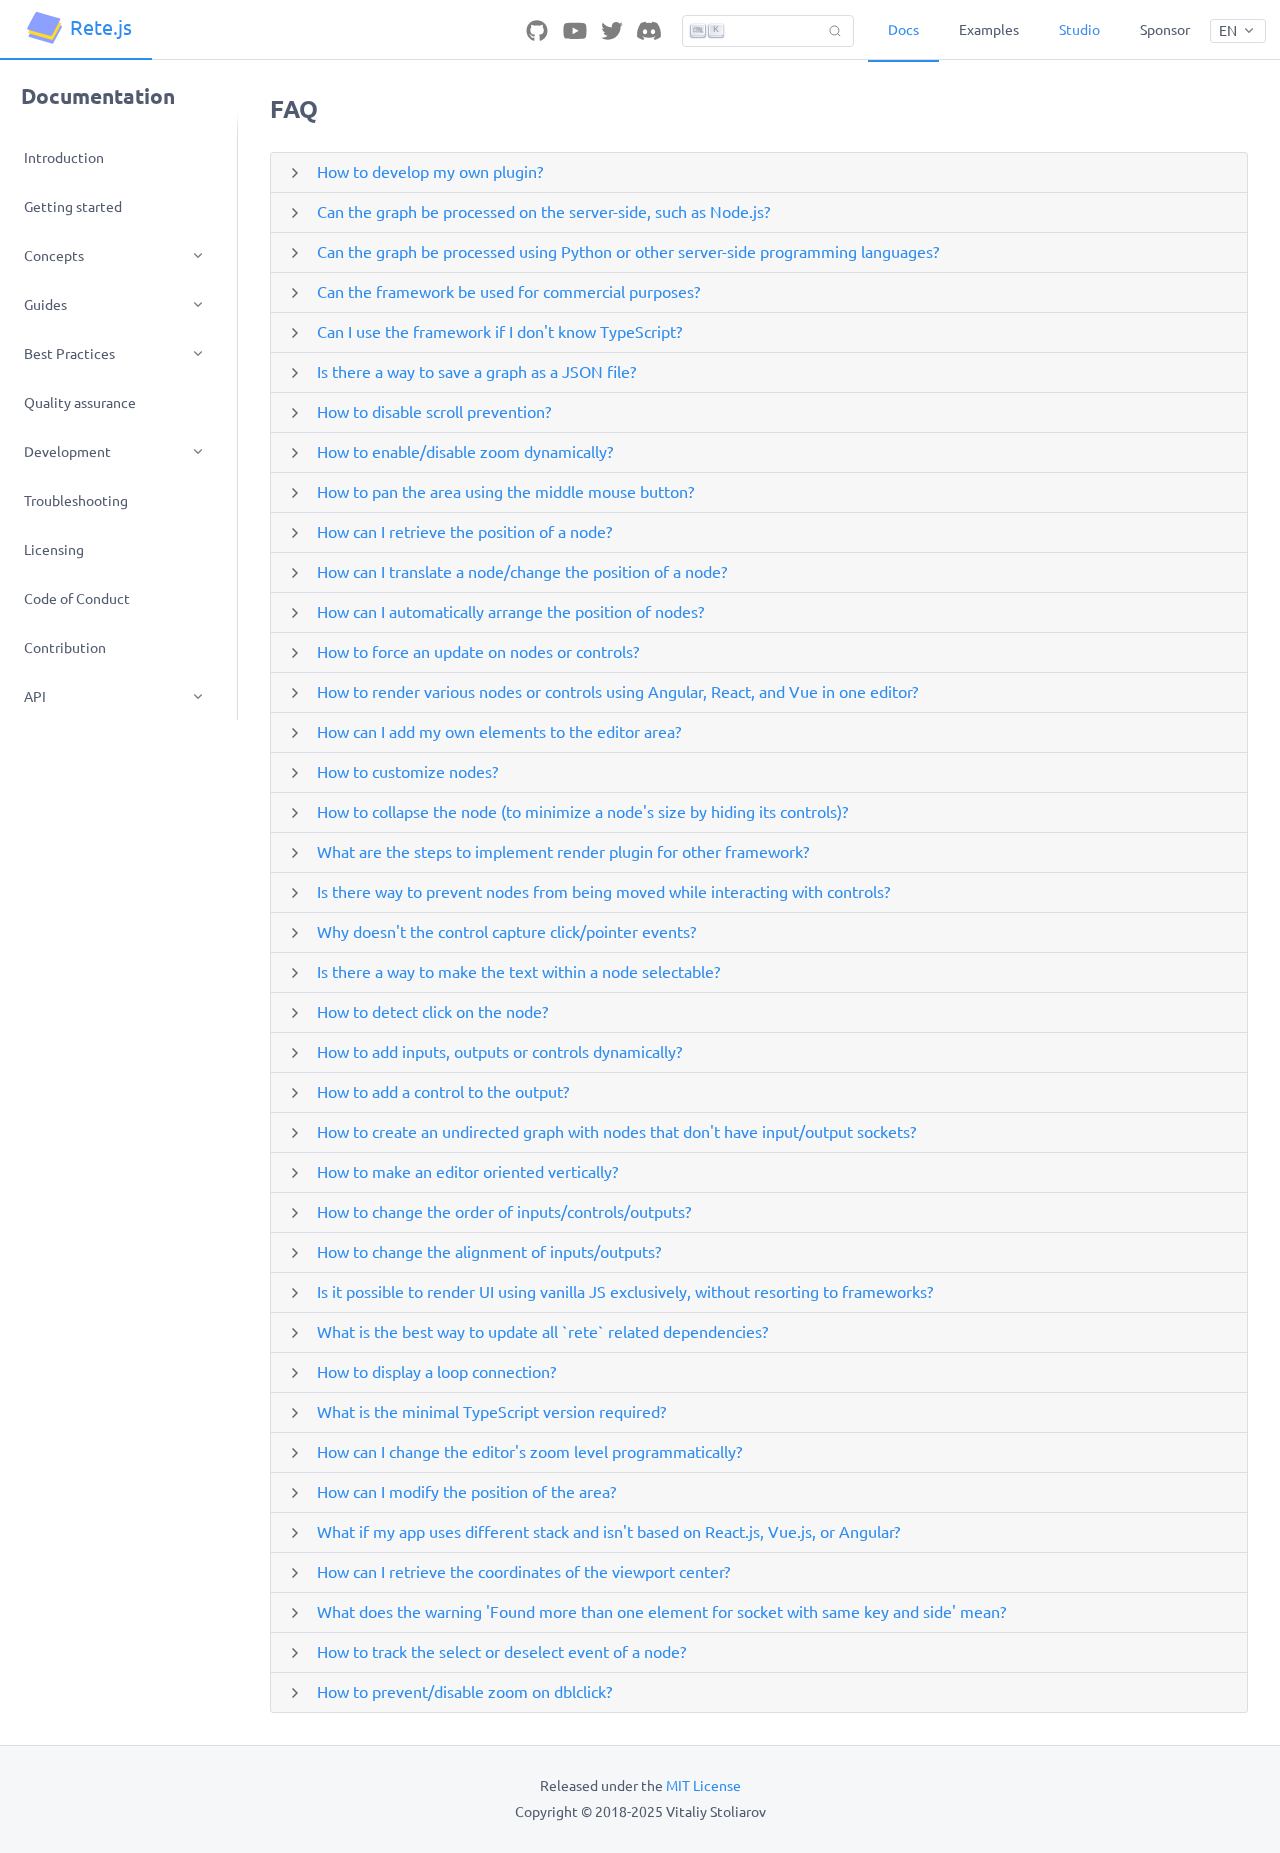 Rete.js
K
Docs
Examples
Studio
Sponsor
EN
Documentation
Introduction
Getting started
Concepts
Guides
Best Practices
Quality assurance
Development
Troubleshooting
Licensing
Code of Conduct
Contribution
API
FAQ
How to develop my own plugin?
Can the graph be processed on the server-side, such as Node.js?
Can the graph be processed using Python or other server-side programming languages?
Can the framework be used for commercial purposes?
Can I use the framework if I don't know TypeScript?
Is there a way to save a graph as a JSON file?
How to disable scroll prevention?
How to enable/disable zoom dynamically?
How to pan the area using the middle mouse button?
How can I retrieve the position of a node?
How can I translate a node/change the position of a node?
How can I automatically arrange the position of nodes?
How to force an update on nodes or controls?
How to render various nodes or controls using Angular, React, and Vue in one editor?
How can I add my own elements to the editor area?
How to customize nodes?
How to collapse the node (to minimize a node's size by hiding its controls)?
What are the steps to implement render plugin for other framework?
Is there way to prevent nodes from being moved while interacting with controls?
Why doesn't the control capture click/pointer events?
Is there a way to make the text within a node selectable?
How to detect click on the node?
How to add inputs, outputs or controls dynamically?
How to add a control to the output?
How to create an undirected graph with nodes that don't have input/output sockets?
How to make an editor oriented vertically?
How to change the order of inputs/controls/outputs?
How to change the alignment of inputs/outputs?
Is it possible to render UI using vanilla JS exclusively, without resorting to frameworks?
What is the best way to update all `rete` related dependencies?
How to display a loop connection?
What is the minimal TypeScript version required?
How can I change the editor's zoom level programmatically?
How can I modify the position of the area?
What if my app uses different stack and isn't based on React.js, Vue.js, or Angular?
How can I retrieve the coordinates of the viewport center?
What does the warning 'Found more than one element for socket with same key and side' mean?
How to track the select or deselect event of a node?
How to prevent/disable zoom on dblclick?
Released under the MIT License
Copyright © 2018-2025 Vitaliy Stoliarov